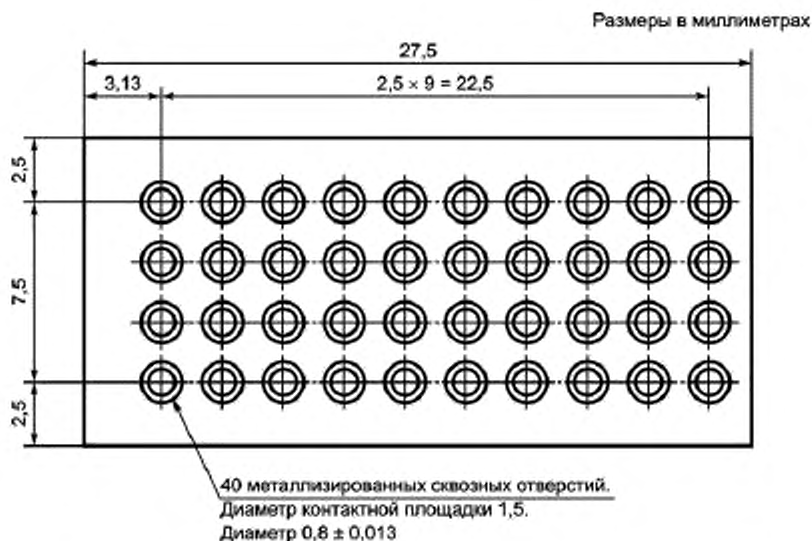 Размеры в миллиметрах
27,5
3,13
2,5 × 9 = 22,5
2,5
7,5
2,5
40 металлизированных сквозных отверстий.
Диаметр контактной площадки 1,5.
Диаметр 0,8 ± 0,013